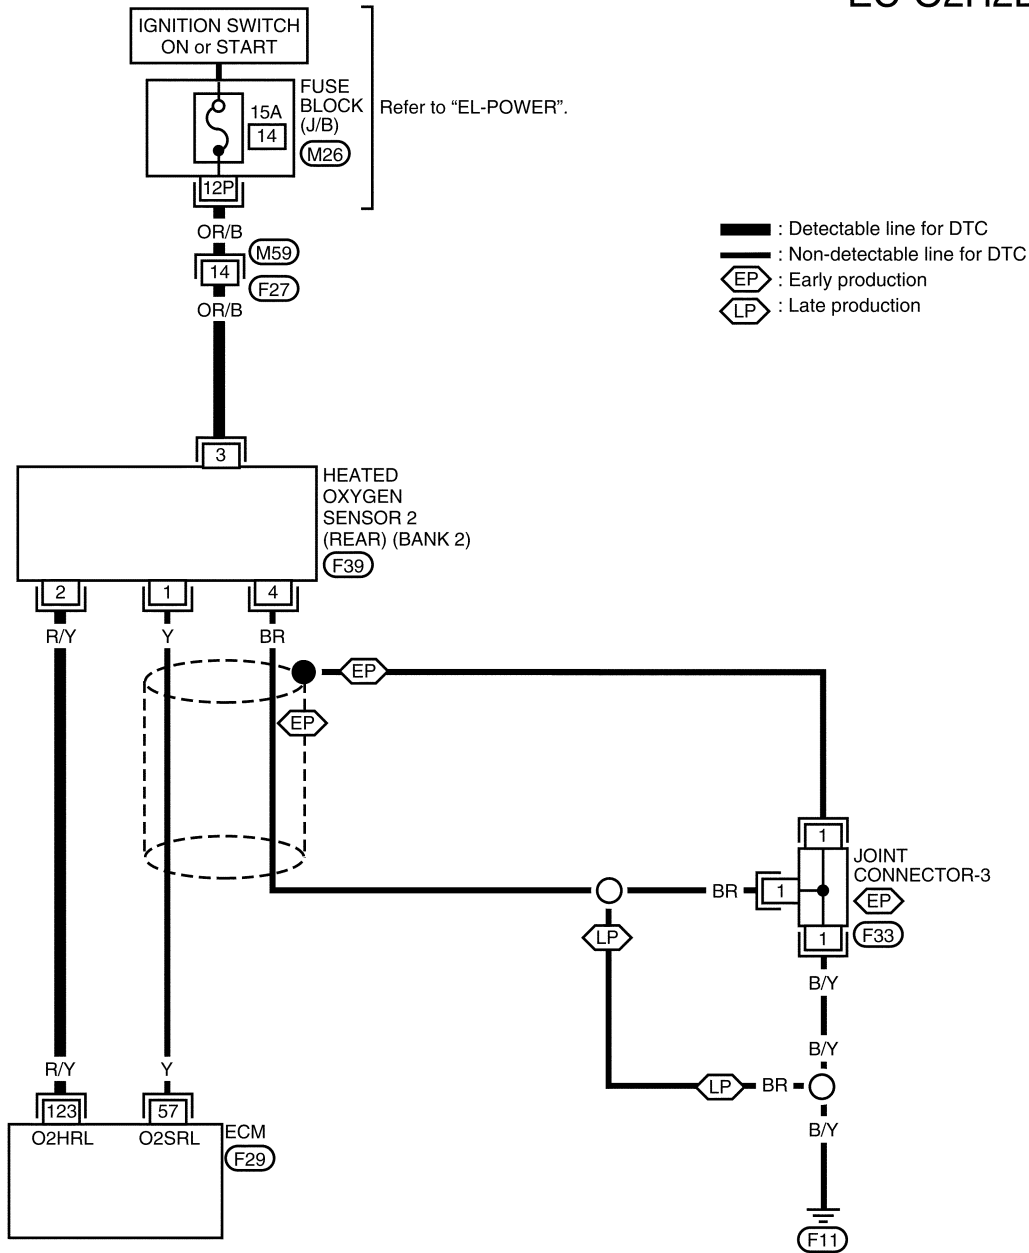 IGNITION SWITCH
ON or START
FUSE
BLOCK
(J/B)
M26
15A
14
Refer to “EL-POWER”.
12P
OR/B
M59
14
F27
OR/B
: Detectable line for DTC
: Non-detectable line for DTC
EP : Early production
LP : Late production
3
HEATED
OXYGEN
SENSOR 2
(REAR) (BANK 2)
F39
2 1 4
R/Y Y BR
EP
EP
1
JOINT
CONNECTOR-3
BR 1
EP
LP
1
F33
B/Y
B/Y
R/Y Y
LP BR
123 57
O2HRL O2SRL
ECM
F29
B/Y
F11